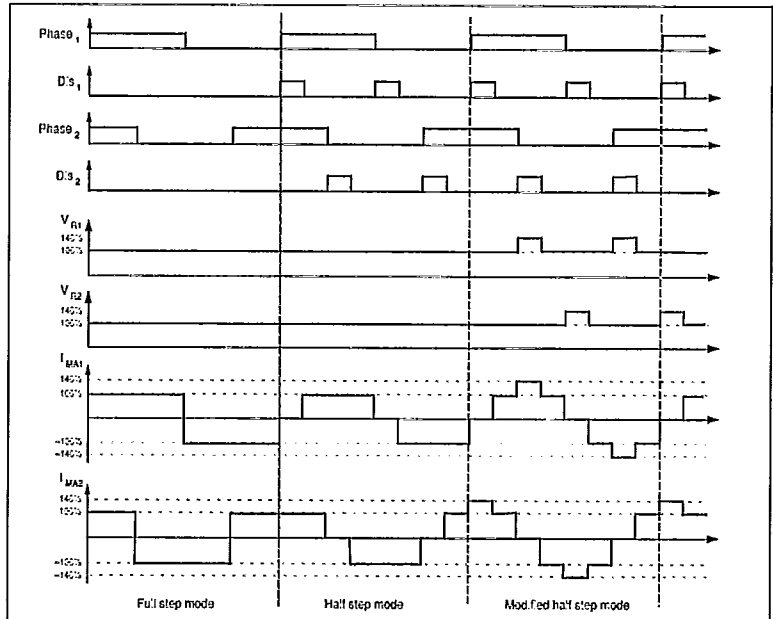 Phase 1
Dis 1
Phase 2
Dis 2
V R1
140%
100%
V R2
140%
100%
I MA1
140%
100%
–100%
–140%
I MA2
140%
100%
–100%
–140%
Full step mode
Half step mode
Modified half step mode